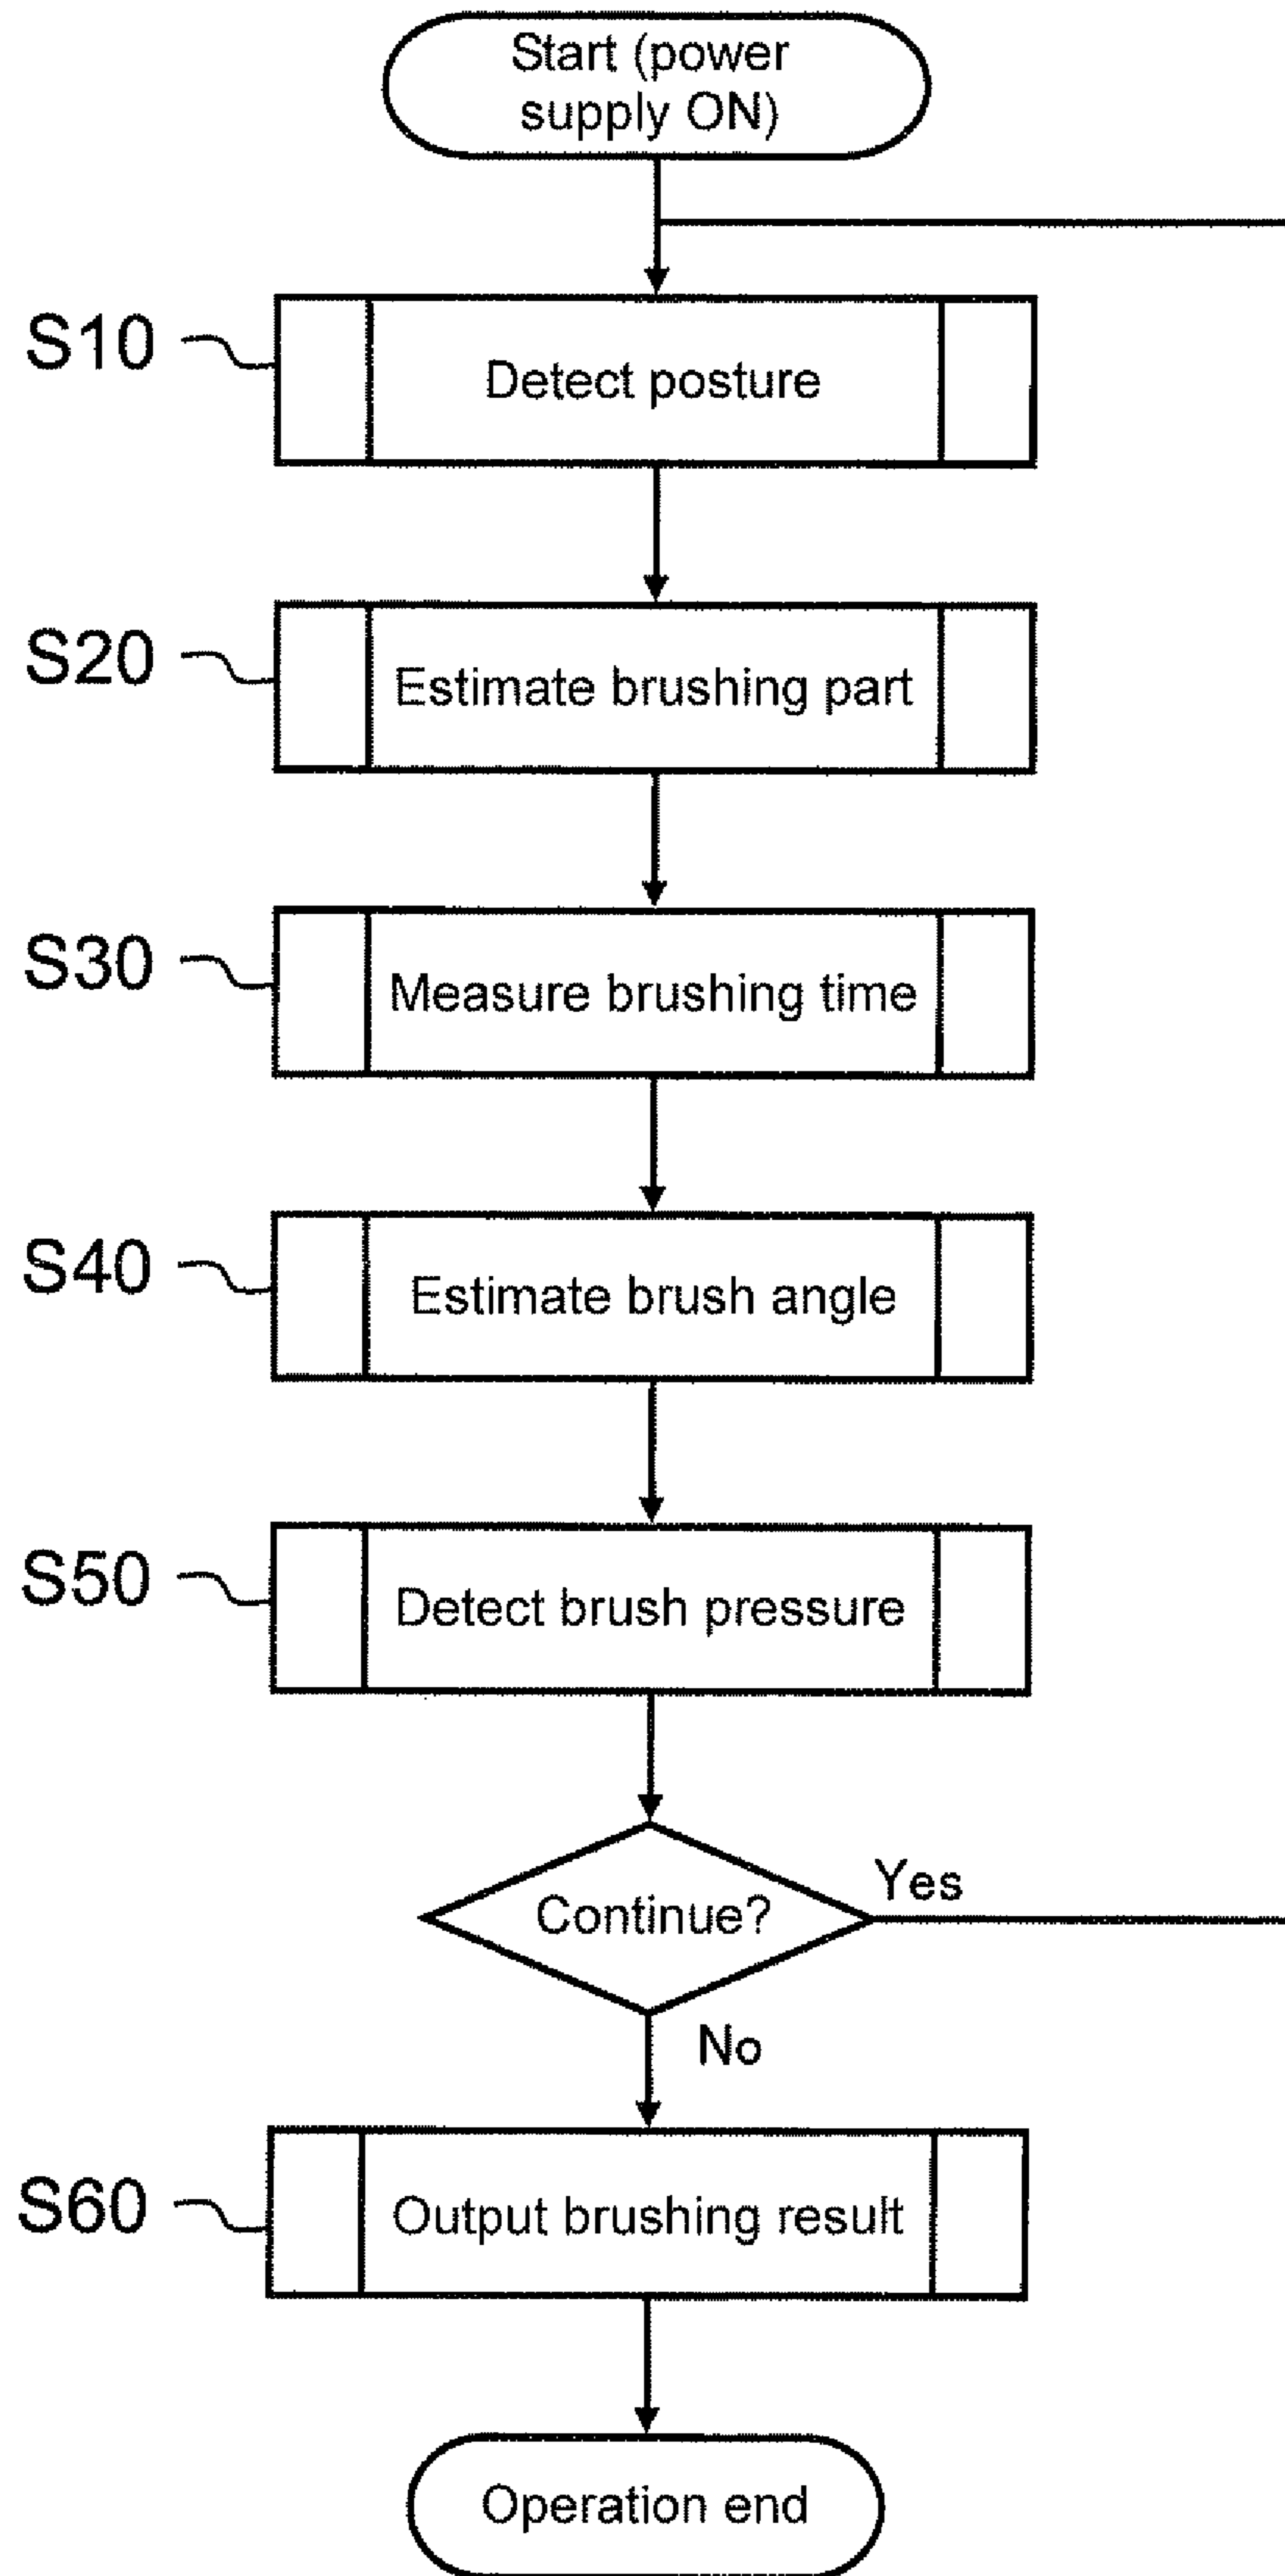 Start (power
supply ON)
S10
Detect posture
S20
Estimate brushing part
S30
Measure brushing time
S40
Estimate brush angle
S50
Detect brush pressure
Continue?
Yes
No
S60
Output brushing result
Operation end